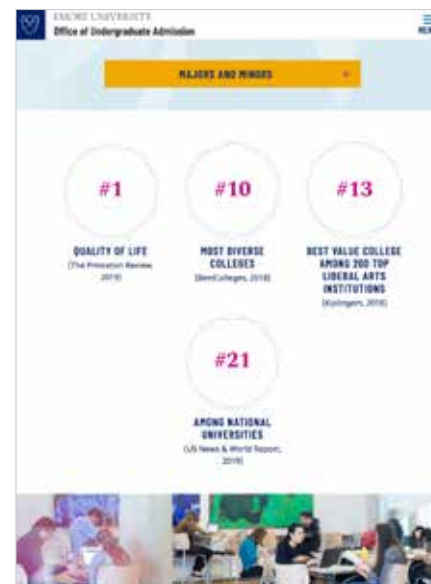 EMORY UNIVERSITY
Office of Undergraduate Admission
MENU
MAJORS AND MINORS
#1
QUALITY OF LIFE
(The Princeton Review,
2019)
#10
MOST DIVERSE
COLLEGES
(BestColleges, 2018)
#13
BEST VALUE COLLEGE
AMONG 200 TOP
LIBERAL ARTS
INSTITUTIONS
(Kiplingers, 2018)
#21
AMONG NATIONAL
UNIVERSITIES
(US News & World Report,
2019)